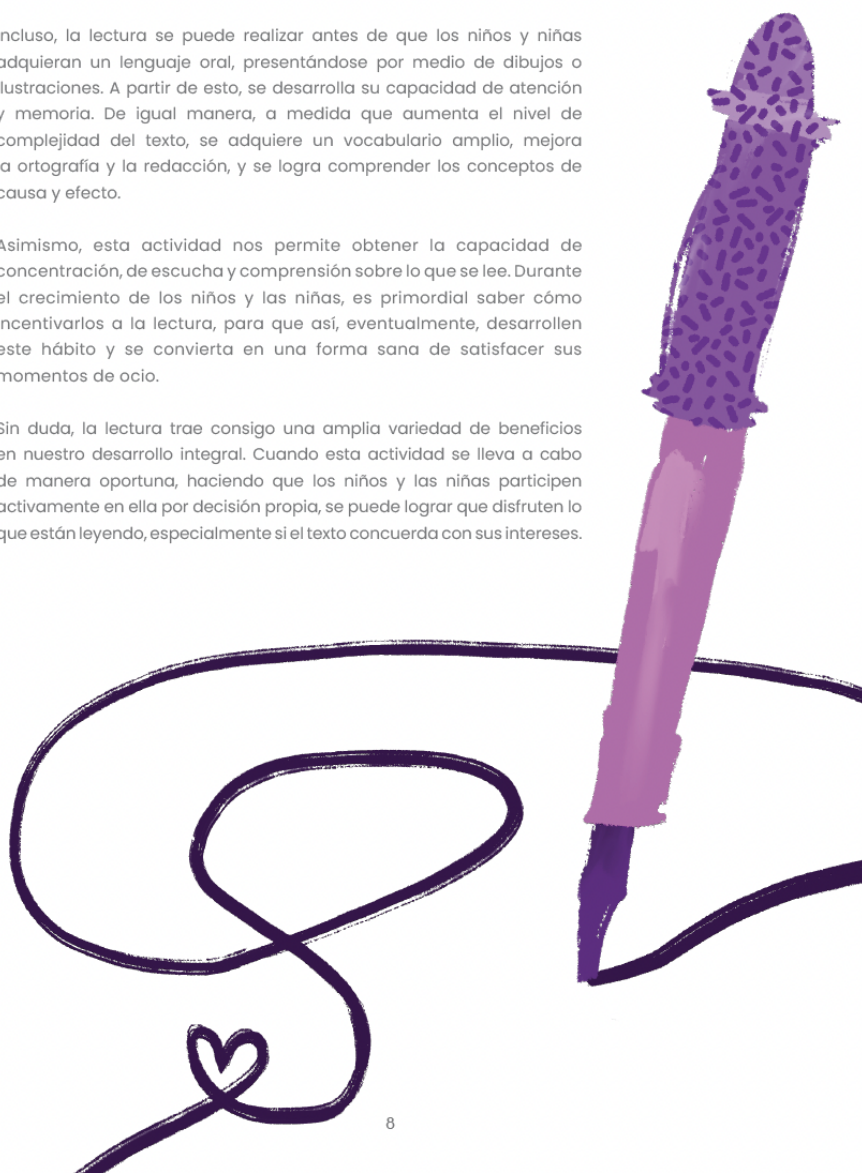 ncluso, la lectura se puede realizar antes de que los niños y niñas
adquieran un lenguaje oral, presentándose por medio de dibujos o
lustraciones. A partir de esto, se desarrolla su capacidad de atención
y memoria. De igual manera, a medida que aumenta el nivel de
complejidad del texto, se adquiere un vocabulario amplio, mejora
a ortografía y la redacción, y se logra comprender los conceptos de
causa y efecto.
Asimismo, esta actividad nos permite obtener la capacidad de
concentración, de escucha y comprensión sobre lo que se lee. Durante
el crecimiento de los niños y las niñas, es primordial saber cómo
ncentivarlos a la lectura, para que así, eventualmente, desarrollen
este hábito y se convierta en una forma sana de satisfacer sus
momentos de ocio.
Sin duda, la lectura trae consigo una amplia variedad de beneficios
en nuestro desarrollo integral. Cuando esta actividad se lleva a cabo
de manera oportuna, haciendo que los niños y las niñas participen
activamente en ella por decisión propia, se puede lograr que disfruten lo
que están leyendo, especialmente si el texto concuerda con sus intereses.
8